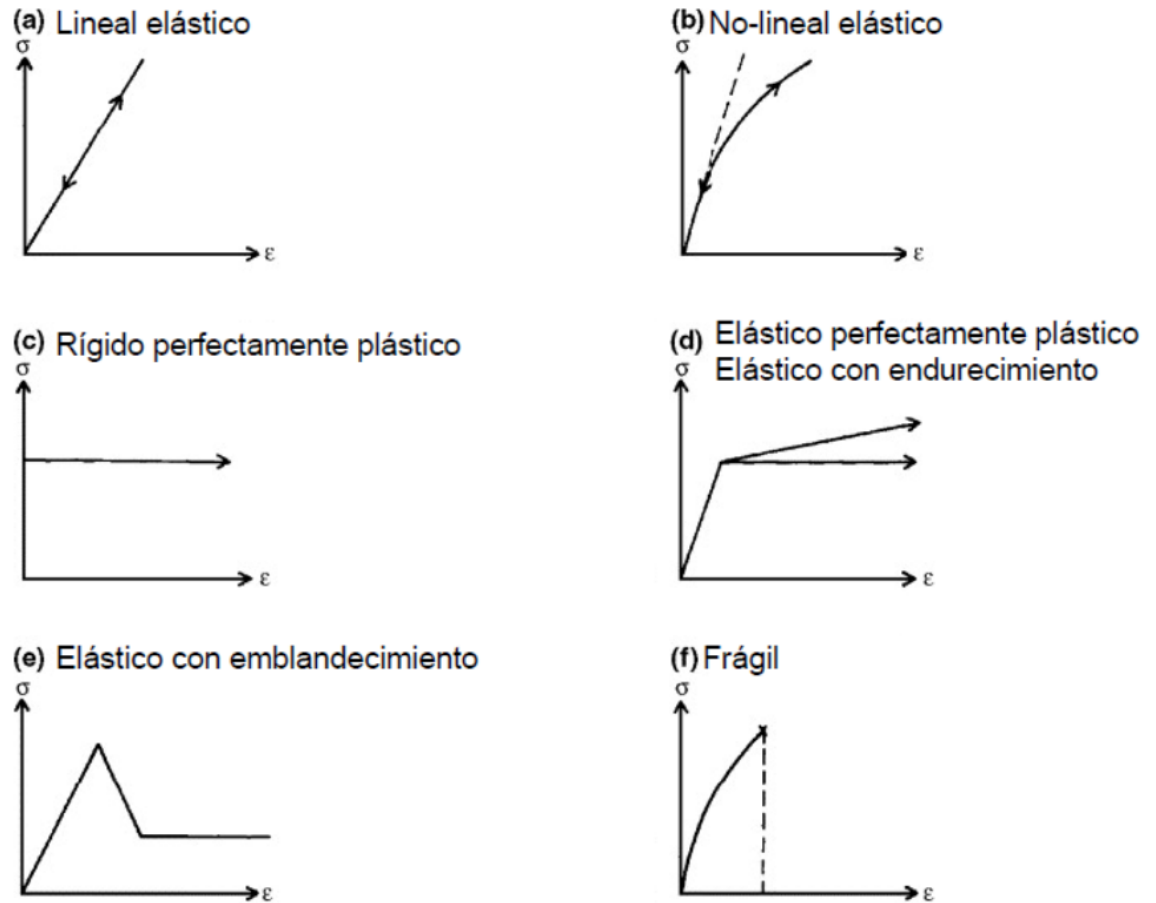 (a) Lineal elástico
σ
ε
(b) No-lineal elástico
σ
ε
(c) Rígido perfectamente plástico
σ
ε
(d) Elástico perfectamente plástico
Elástico con endurecimiento
σ
ε
(e) Elástico con emblandecimiento
σ
ε
(f) Frágil
σ
ε